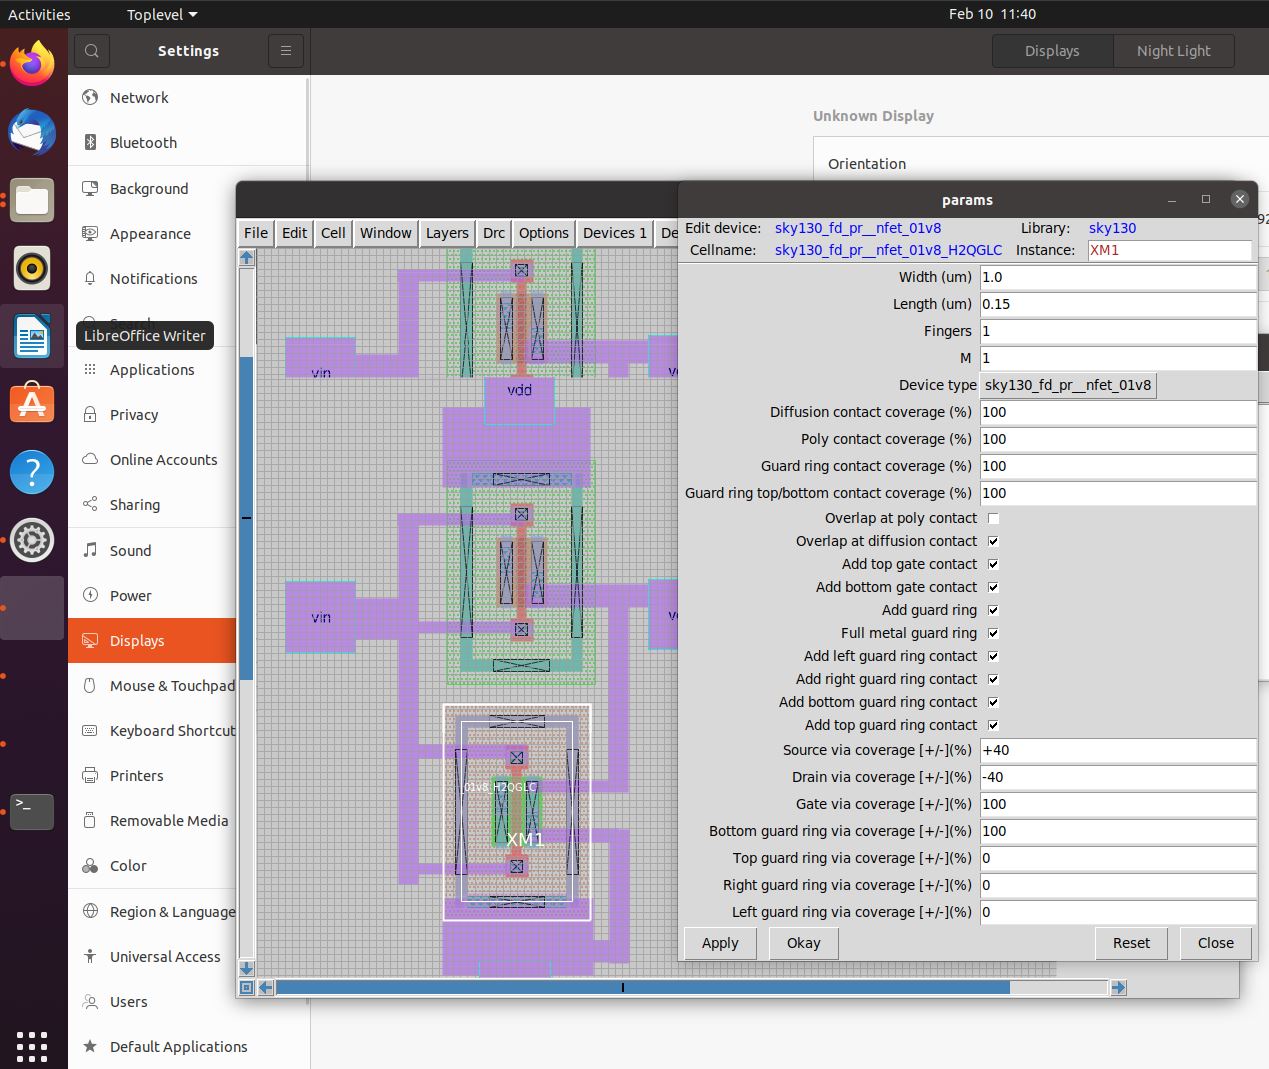 Activities
Toplevel
Feb 10 11:40
Settings
Displays
Night Light
Network
Bluetooth
Background
Appearance
Notifications
Search
LibreOffice Writer
Applications
Privacy
Online Accounts
Sharing
Sound
Power
Displays
Mouse & Touchpad
Keyboard Shortcut
Printers
Removable Media
Color
Region & Language
Universal Access
Users
Default Applications
Unknown Display
Orientation
File Edit Cell Window Layers Drc Options Devices 1 De
vin
vdd
vin
01v8_H2QGLC
XM1
params
Edit device: sky130_fd_pr__nfet_01v8 Library: sky130
Cellname: sky130_fd_pr__nfet_01v8_H2QGLC Instance: XM1
Width (um) 1.0
Length (um) 0.15
Fingers 1
M 1
Device type sky130_fd_pr__nfet_01v8
Diffusion contact coverage (%) 100
Poly contact coverage (%) 100
Guard ring contact coverage (%) 100
Guard ring top/bottom contact coverage (%) 100
Overlap at poly contact
Overlap at diffusion contact
Add top gate contact
Add bottom gate contact
Add guard ring
Full metal guard ring
Add left guard ring contact
Add right guard ring contact
Add bottom guard ring contact
Add top guard ring contact
Source via coverage [+/-](%) +40
Drain via coverage [+/-](%) -40
Gate via coverage [+/-](%) 100
Bottom guard ring via coverage [+/-](%) 100
Top guard ring via coverage [+/-](%) 0
Right guard ring via coverage [+/-](%) 0
Left guard ring via coverage [+/-](%) 0
Apply Okay Reset Close